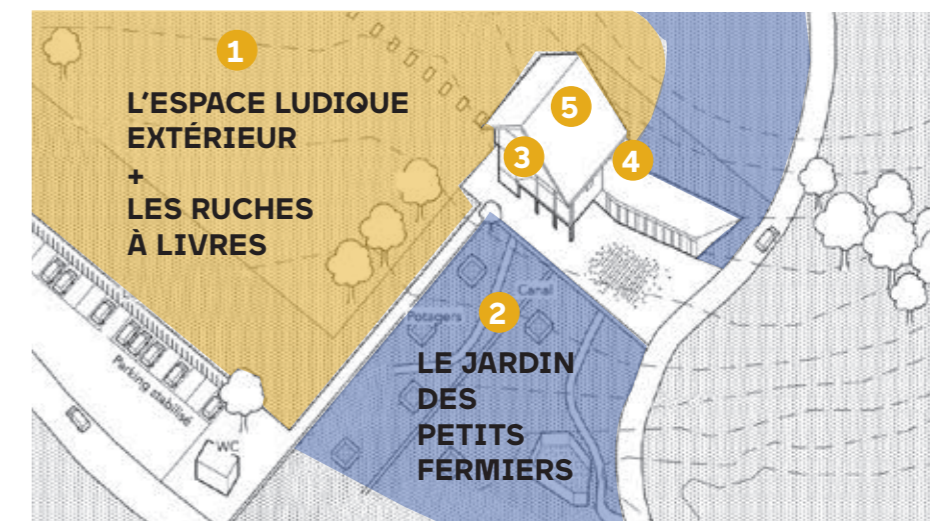 1
L'ESPACE LUDIQUE
EXTÉRIEUR
+
LES RUCHES
À LIVRES
5
3
4
Canal
Potagers
2
LE JARDIN
DES
PETITS
FERMIERS
Parking stabilisé
WC